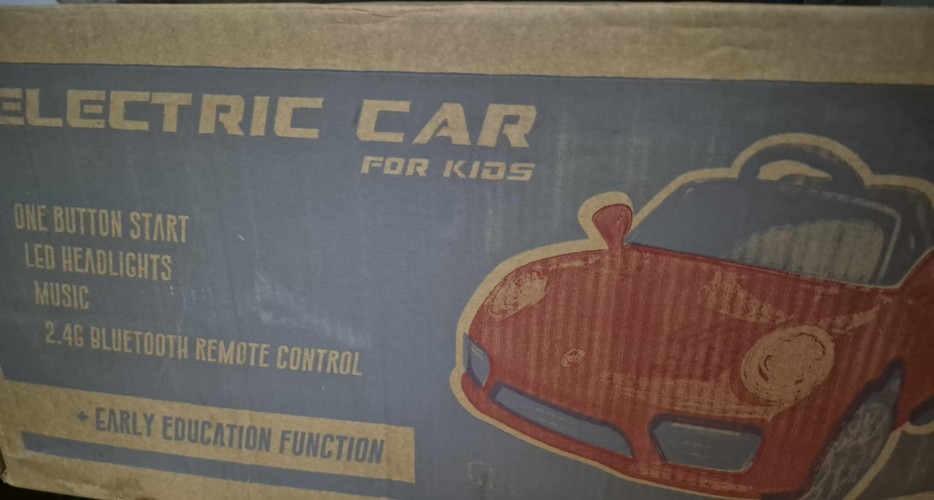 ELECTRIC CAR
FOR KIDS
ONE BUTTON START
LED HEADLIGHTS
MUSIC
2.4G BLUETOOTH REMOTE CONTROL
+ EARLY EDUCATION FUNCTION